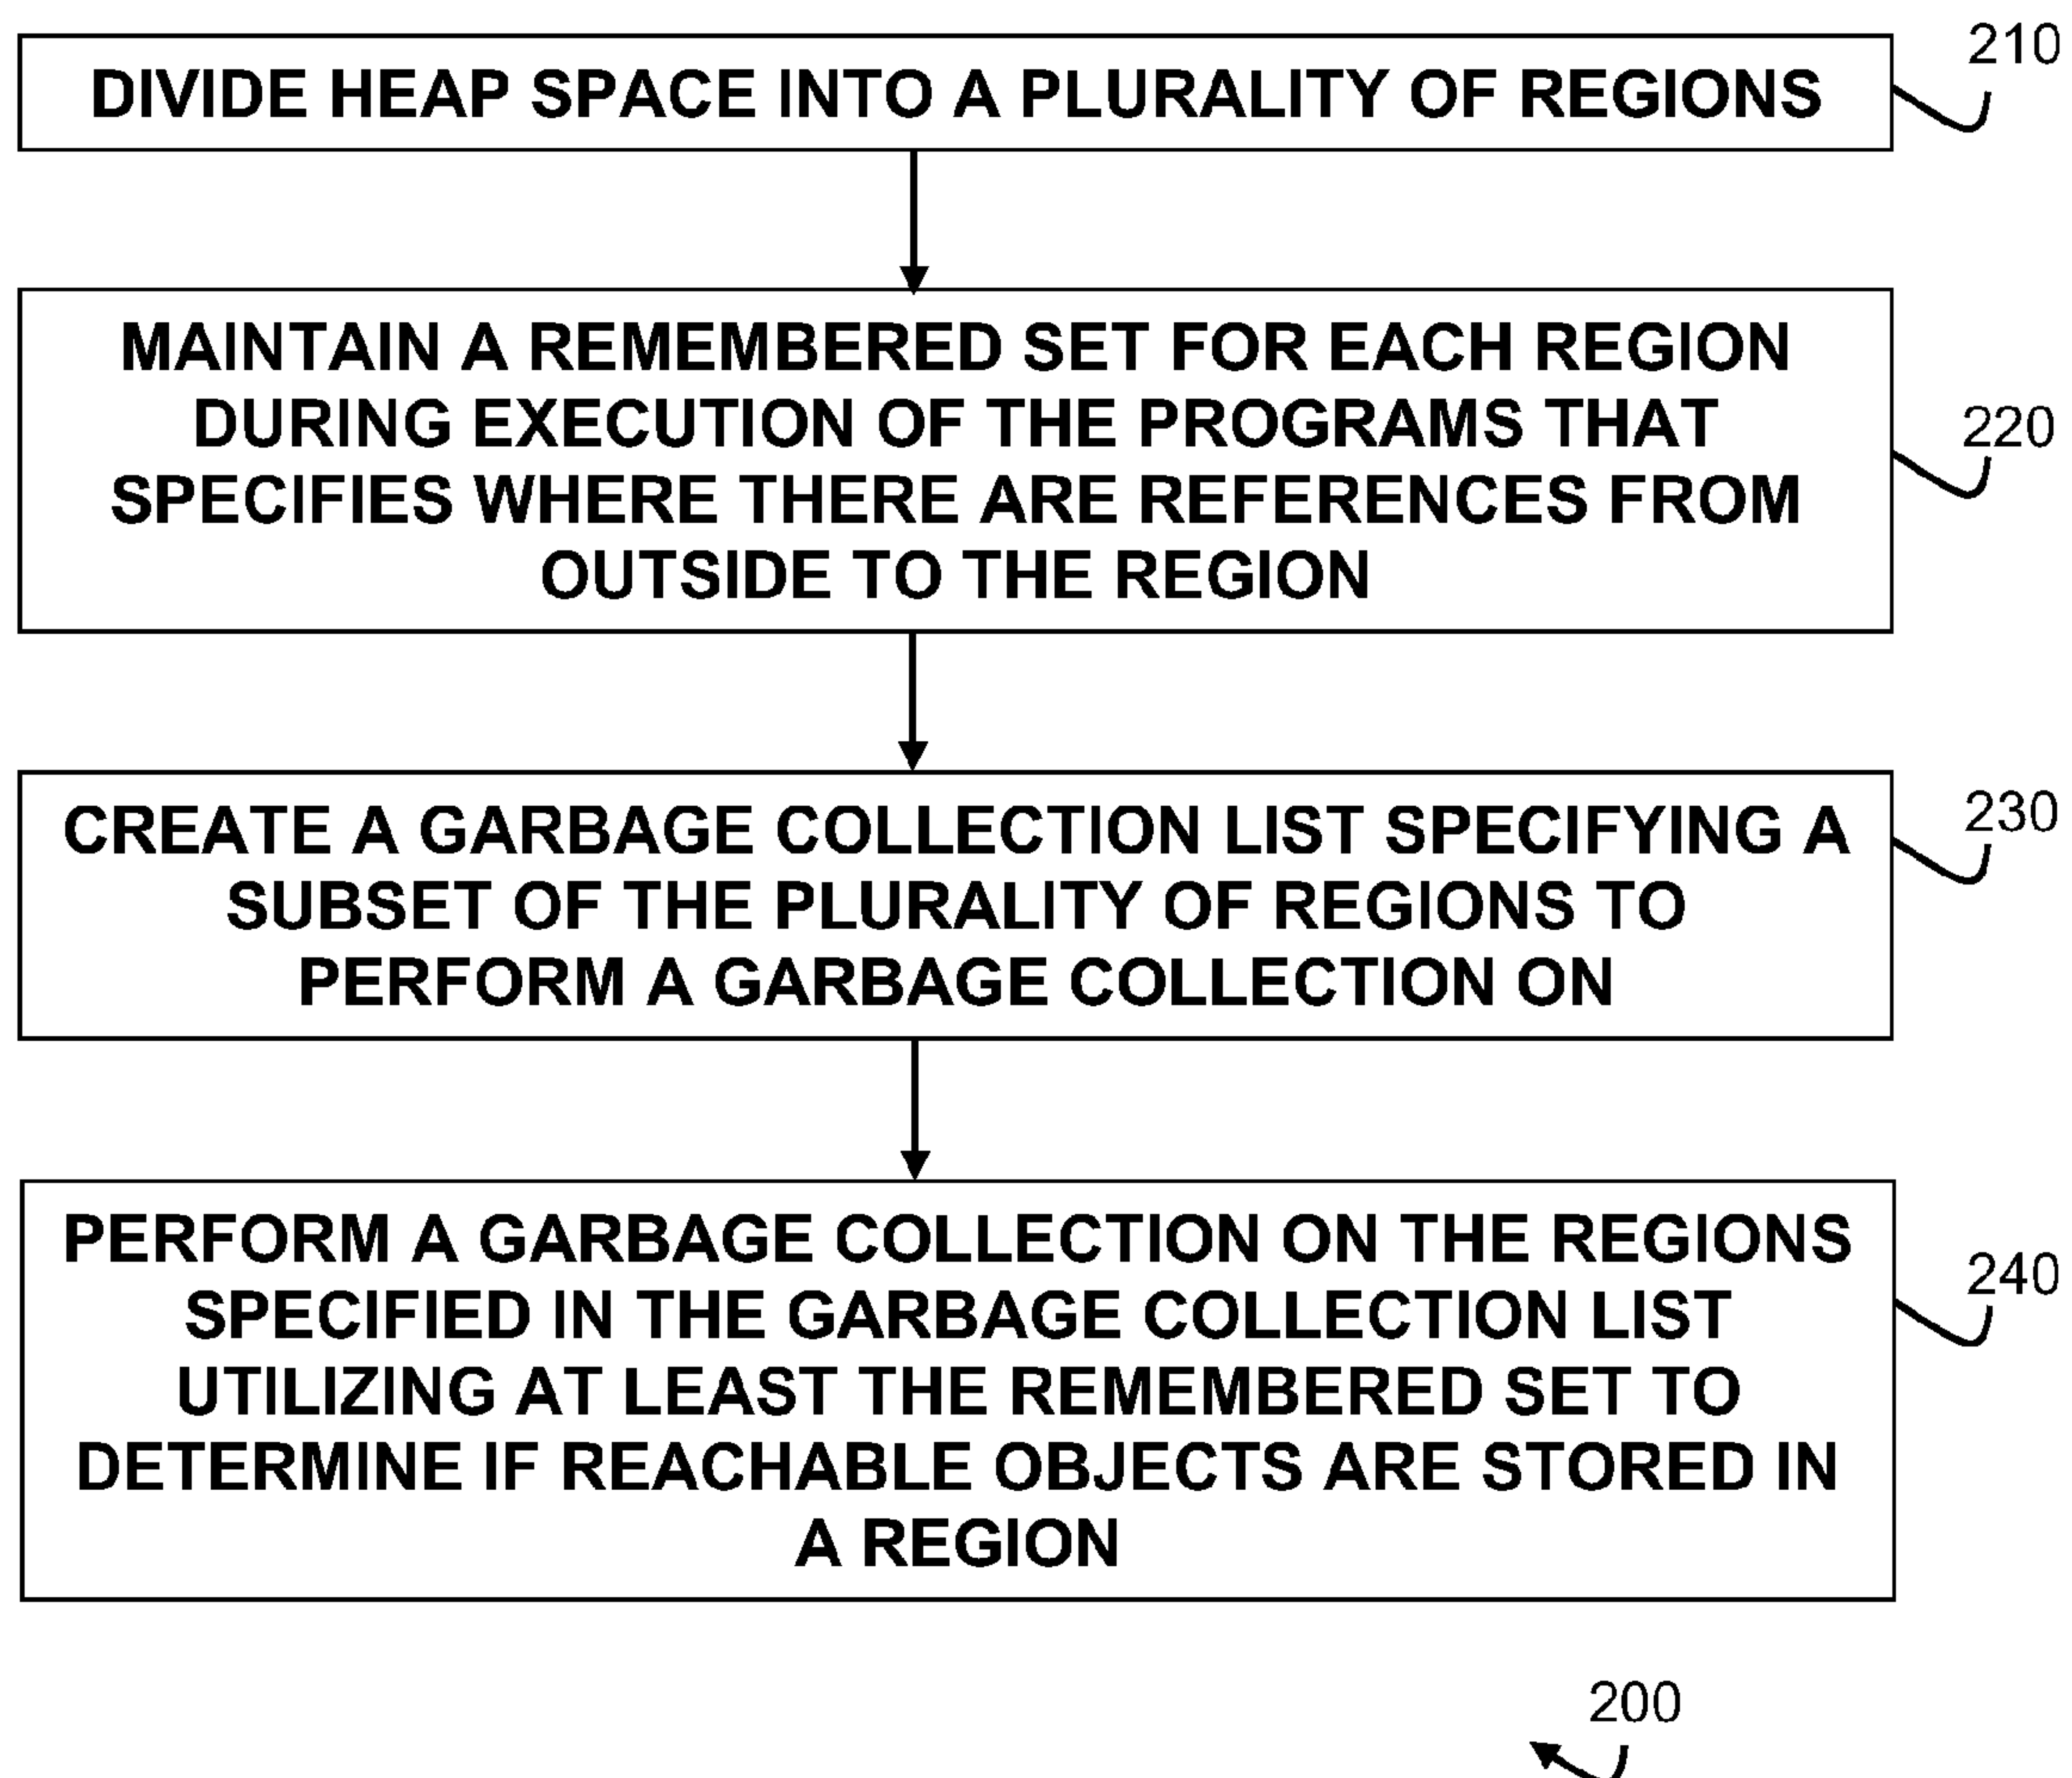 210
DIVIDE HEAP SPACE INTO A PLURALITY OF REGIONS
MAINTAIN A REMEMBERED SET FOR EACH REGION
DURING EXECUTION OF THE PROGRAMS THAT
SPECIFIES WHERE THERE ARE REFERENCES FROM
OUTSIDE TO THE REGION
220
CREATE A GARBAGE COLLECTION LIST SPECIFYING A
SUBSET OF THE PLURALITY OF REGIONS TO
PERFORM A GARBAGE COLLECTION ON
230
PERFORM A GARBAGE COLLECTION ON THE REGIONS
SPECIFIED IN THE GARBAGE COLLECTION LIST
UTILIZING AT LEAST THE REMEMBERED SET TO
DETERMINE IF REACHABLE OBJECTS ARE STORED IN
A REGION
240
200